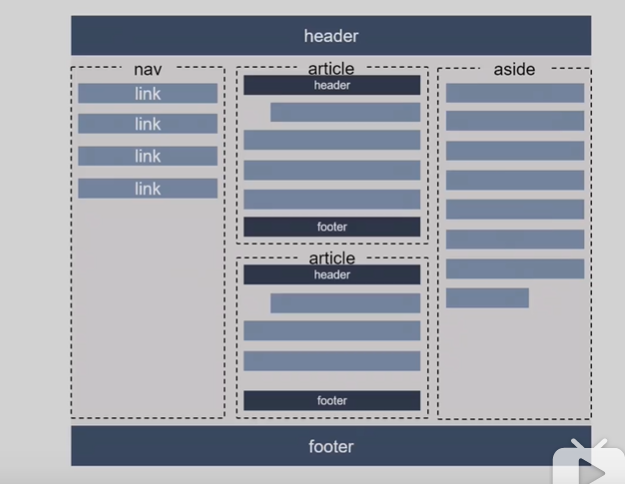 header
nav
link
link
link
link
article
header
footer
article
header
footer
aside
footer